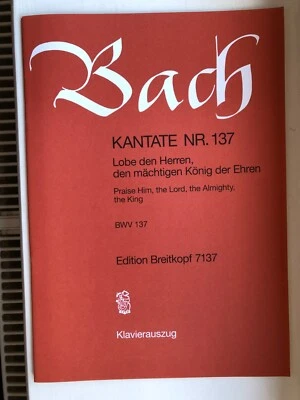 Bach
KANTATE NR. 137
Lobe den Herren,
den mächtigen König der Ehren
Praise Him, the Lord, the Almighty,
the King
BWV 137
Edition Breitkopf 7137
Klavierauszug